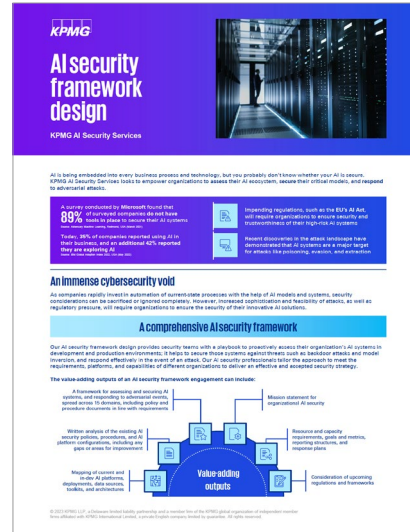 KPMG
AI security
framework
design
KPMG AI Security Services
AI is being embedded into every business process and technology, but you probably don't know whether your AI is secure.
KPMG AI Security Services looks to empower organizations to assess their AI ecosystem, secure their critical models, and respond
to adversarial attacks.
A survey conducted by Microsoft found that
89% of surveyed companies do not have
tools in place to secure their AI systems
Today, 35% of companies reported using AI in
their business, and an additional 42% reported
they are exploring AI
Impending regulations, such as the EU's AI Act,
will require organizations to ensure security and
trustworthiness of their high-risk AI systems
Recent discoveries in the attack landscape have
demonstrated that AI systems are a major target
for attacks like poisoning, evasion, and extraction
An immense cybersecurity void
As companies rapidly invest in automation of current-state processes with the help of AI models and systems, security
considerations can be sacrificed or ignored completely. However, increased sophistication and feasibility of attacks, as well as
regulatory pressure, will require organizations to ensure the security of their innovative AI solutions.
A comprehensive AI security framework
Our AI security framework design provides security teams with a playbook to proactively assess their organization's AI systems in
development and production environments; it helps to secure those systems against threats such as backdoor attacks and model
inversion, and respond effectively in the event of an attack. Our AI security professionals tailor the approach to meet the
requirements, platforms, and capabilities of different organizations to deliver an effective and accepted security strategy.
The value-adding outputs of an AI security framework engagement can include:
A framework for assessing and securing AI
systems, and responding to adversarial events,
spread across 15 domains, including policy and
procedure documents in line with requirements
Mission statement for
organizational AI security
Written analysis of the existing AI
security policies, procedures, and AI
platform configurations, including any
gaps or areas for improvement
Resource and capacity
requirements, goals and metrics,
reporting structures, and
response plans
Mapping of current and
in-dev AI platforms,
deployments, data sources,
toolkits, and architectures
Value-adding
outputs
Consideration of upcoming
regulations and frameworks